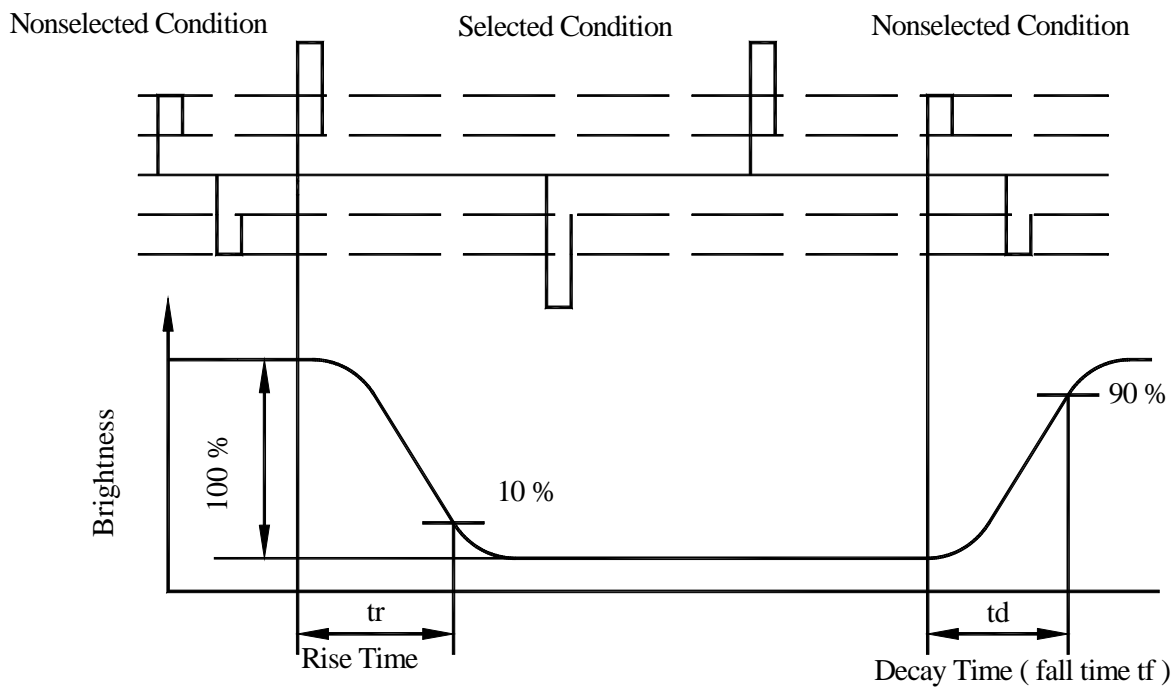 Nonselected Condition
Selected Condition
Nonselected Condition
Brightness
100 %
10 %
90 %
tr
Rise Time
td
Decay Time ( fall time tf )